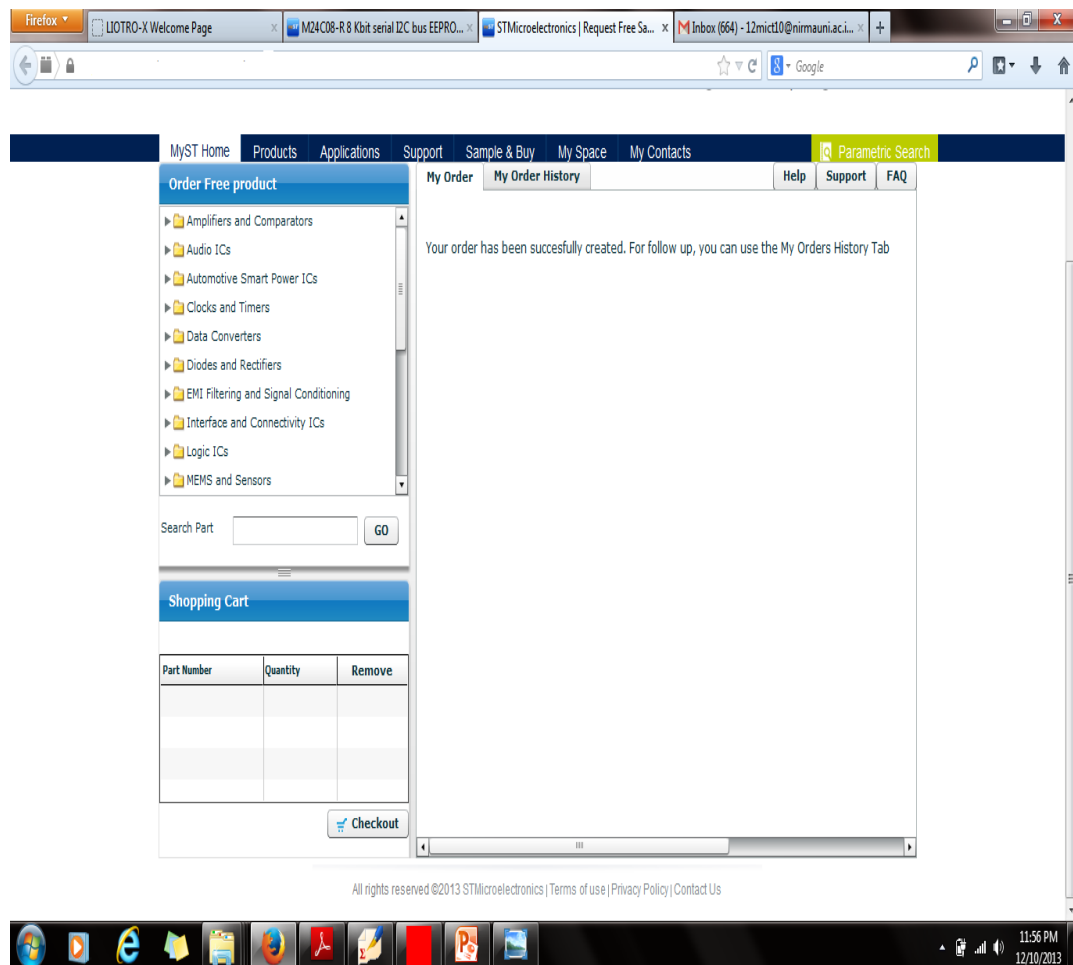 Firefox
LIOTRO-X Welcome Page
M24C08-R 8 Kbit serial I2C bus EEPRO...
STMicroelectronics | Request Free Sa...
Inbox (664) - 12mict10@nirmauni.ac.i...
Google
MyST Home Products Applications Support Sample & Buy My Space My Contacts Parametric Search
Order Free product
My Order My Order History Help Support FAQ
Amplifiers and Comparators
Audio ICs
Automotive Smart Power ICs
Clocks and Timers
Data Converters
Diodes and Rectifiers
EMI Filtering and Signal Conditioning
Interface and Connectivity ICs
Logic ICs
MEMS and Sensors
Your order has been succesfully created. For follow up, you can use the My Orders History Tab
Search Part GO
Shopping Cart
Part Number Quantity Remove
Checkout
All rights reserved ©2013 STMicroelectronics | Terms of use | Privacy Policy | Contact Us
11:56 PM
12/10/2013